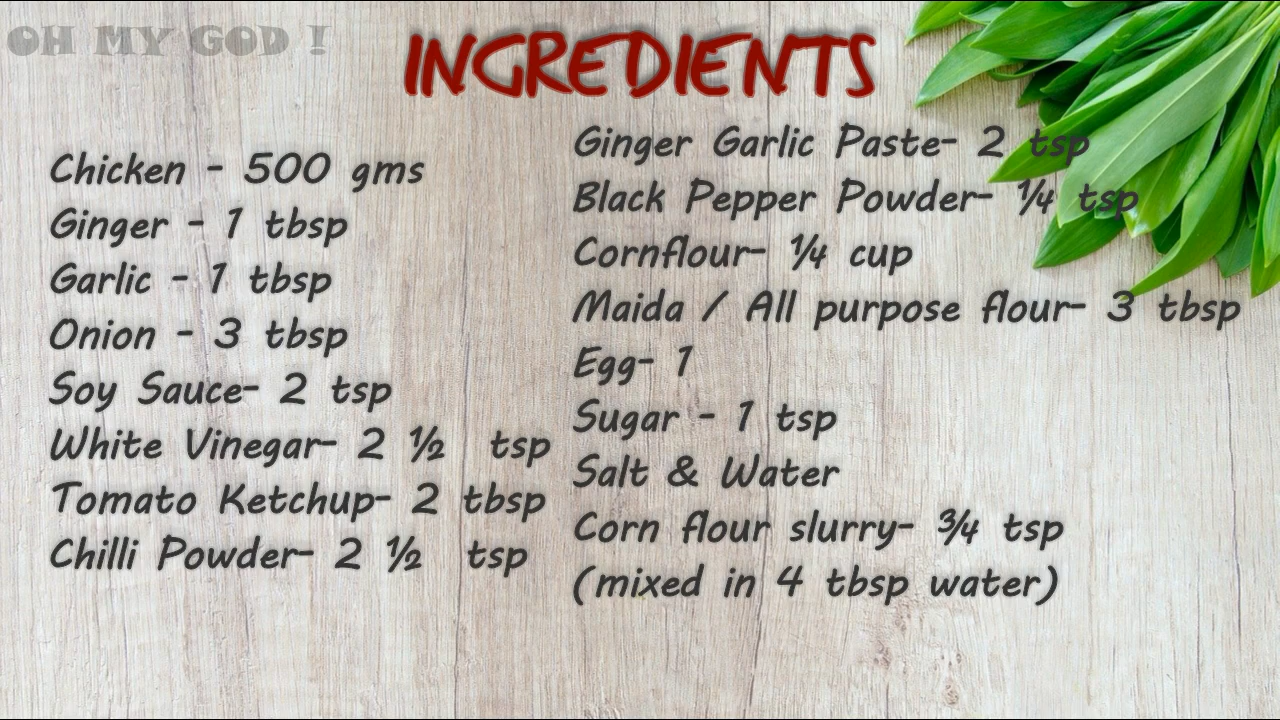 OH MY GOD !
INGREDIENTS
Chicken - 500 gms
Ginger - 1 tbsp
Garlic - 1 tbsp
Onion - 3 tbsp
Soy Sauce- 2 tsp
White Vinegar- 2 ½ tsp
Tomato Ketchup- 2 tbsp
Chilli Powder- 2 ½ tsp
Ginger Garlic Paste- 2 tsp
Black Pepper Powder- ¼ tsp
Cornflour- ¼ cup
Maida / All purpose flour- 3 tbsp
Egg- 1
Sugar - 1 tsp
Salt & Water
Corn flour slurry- ¾ tsp
(mixed in 4 tbsp water)